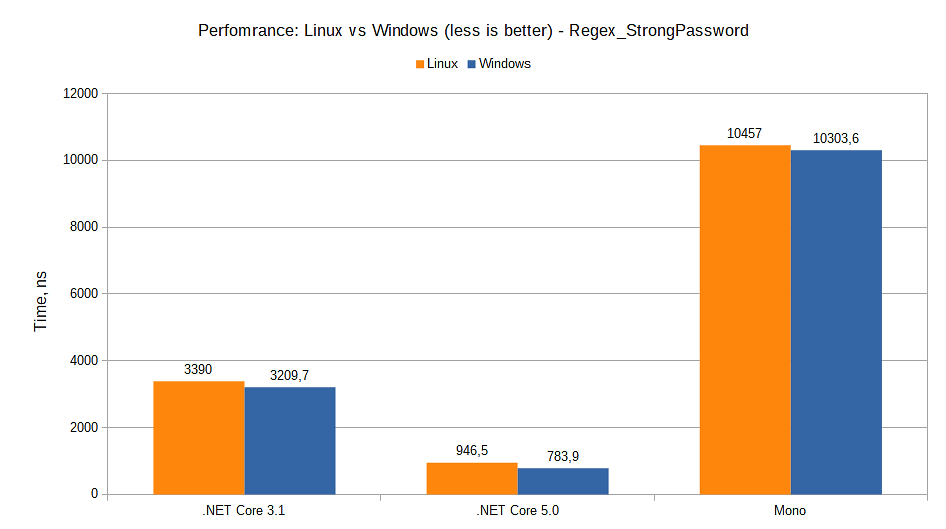 Perfomrance: Linux vs Windows (less is better) - Regex_StrongPassword
Linux Windows
12000
10000
8000
6000
4000
2000
0
Time, ns
3390
3209,7
946,5
783,9
10457
10303,6
.NET Core 3.1
.NET Core 5.0
Mono